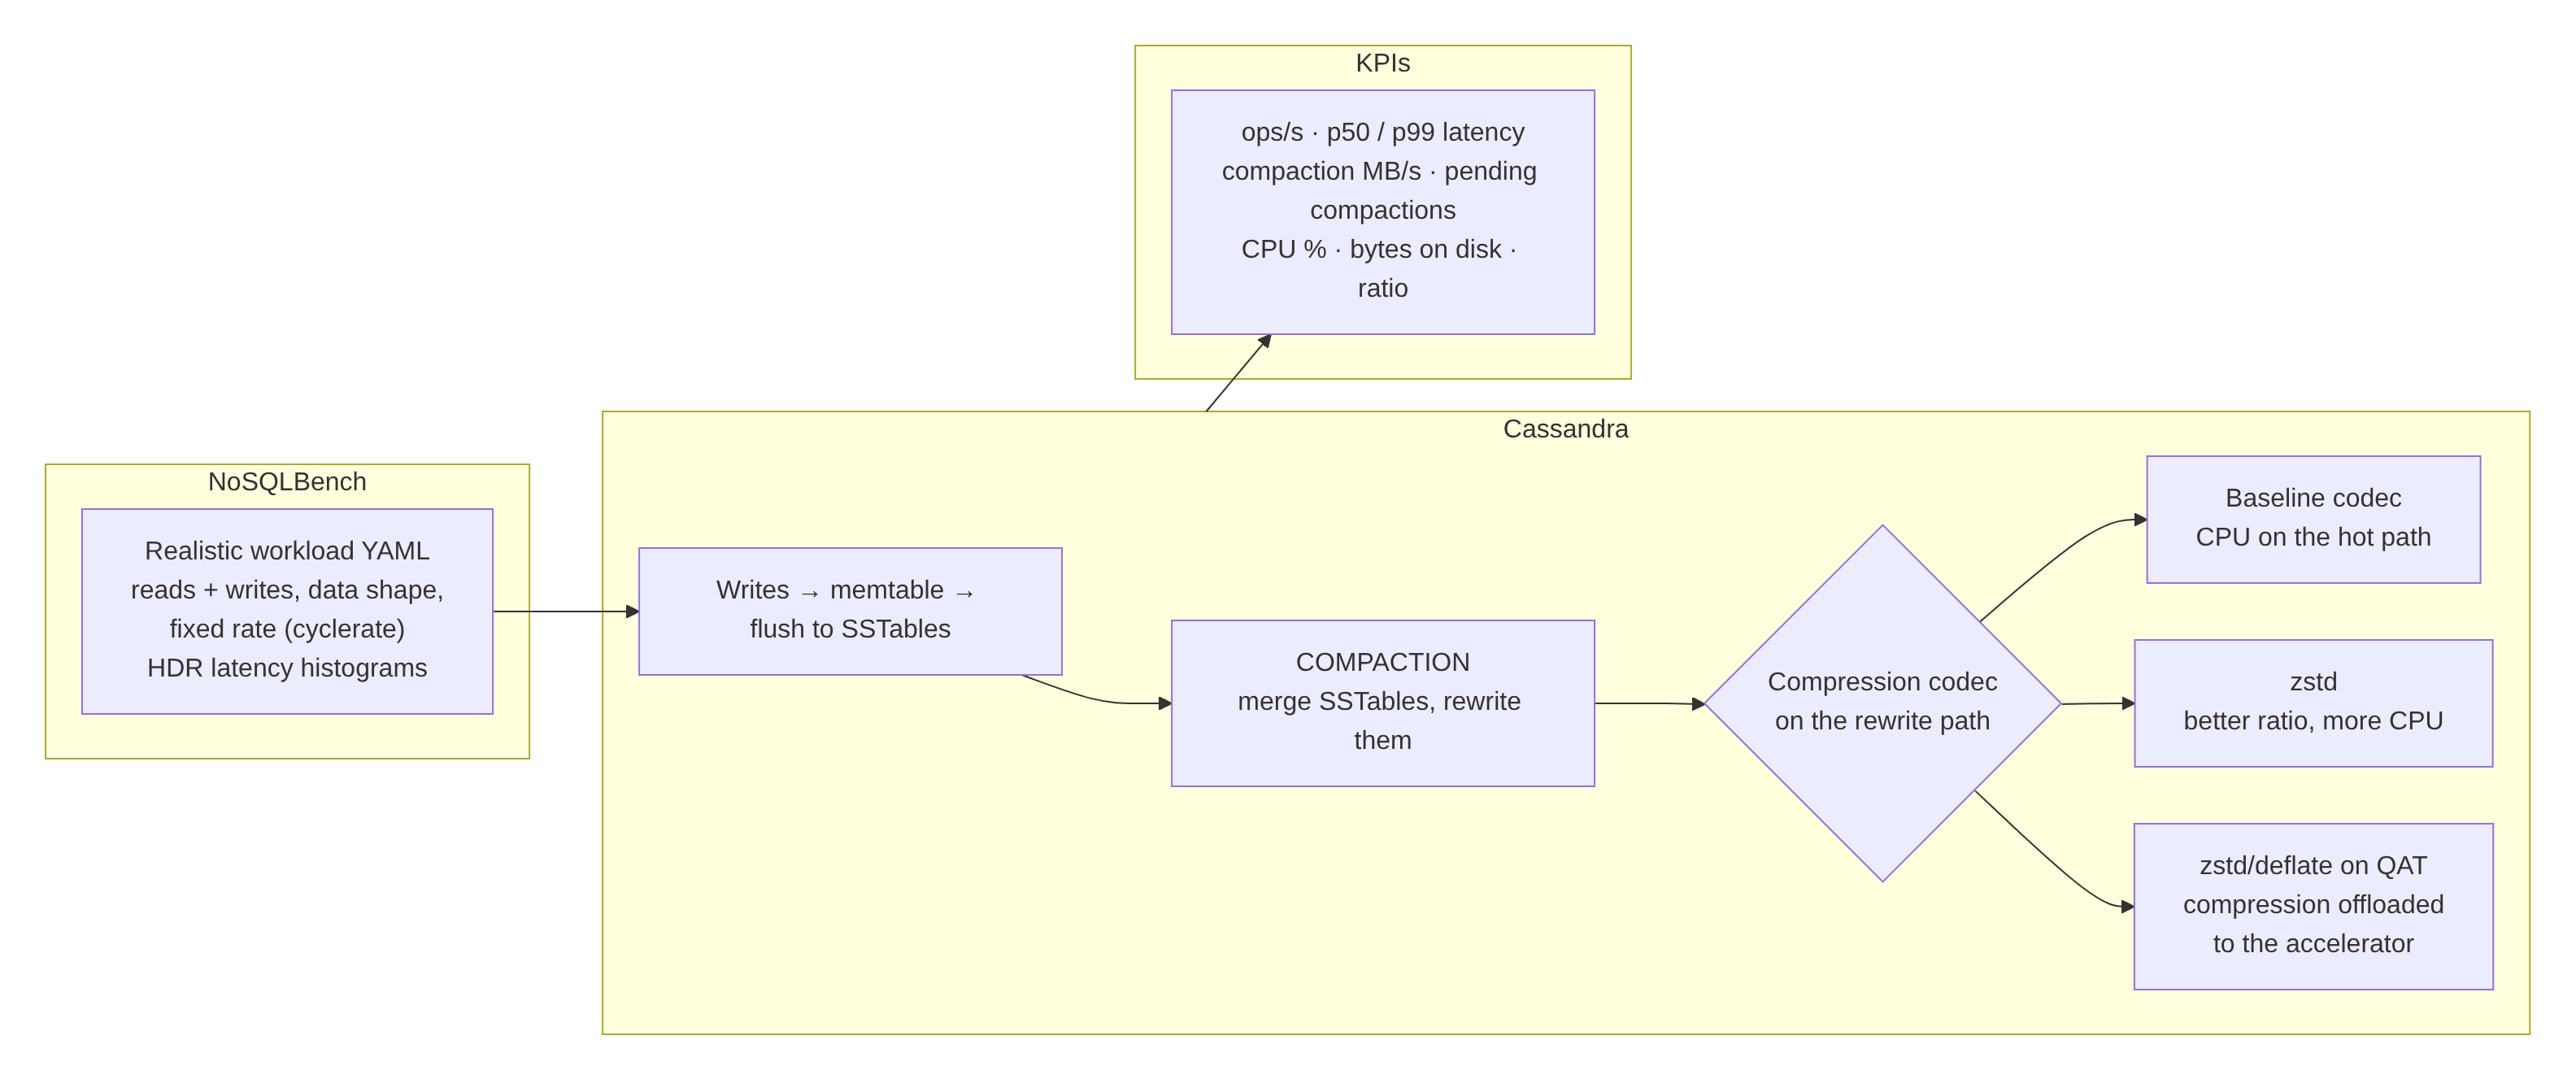 KPIs
ops/s · p50 / p99 latency
compaction MB/s · pending
compactions
CPU % · bytes on disk ·
ratio
Cassandra
NoSQLBench
Realistic workload YAML
reads + writes, data shape,
fixed rate (cyclerate)
HDR latency histograms
Writes → memtable →
flush to SSTables
COMPACTION
merge SSTables, rewrite
them
Compression codec
on the rewrite path
Baseline codec
CPU on the hot path
zstd
better ratio, more CPU
zstd/deflate on QAT
compression offloaded
to the accelerator